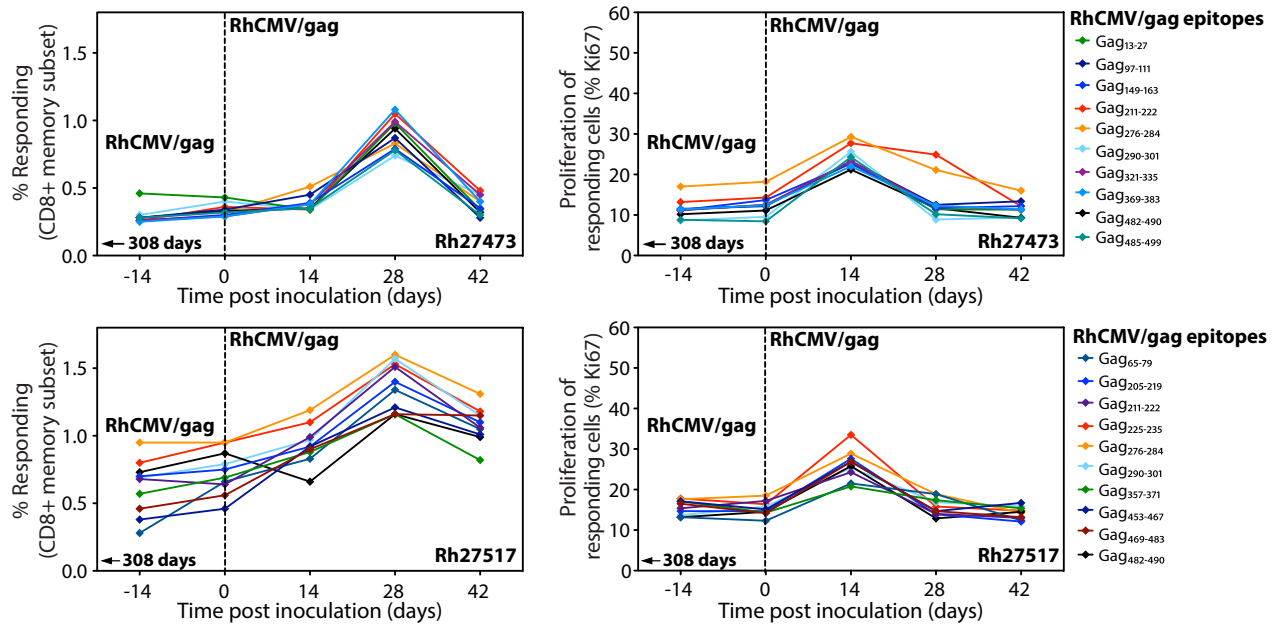 RhCMV/gag
% Responding
(CD8+ memory subset)
1.5
1.0
0.5
0.0
RhCMV/gag
← 308 days
Rh27473
-14 0 14 28 42
Time post inoculation (days)
RhCMV/gag
Proliferation of
responding cells (% Ki67)
60
50
40
30
20
10
0
RhCMV/gag
← 308 days
Rh27473
-14 0 14 28 42
Time post inoculation (days)
RhCMV/gag epitopes
Gag13-27
Gag97-111
Gag149-163
Gag211-222
Gag276-284
Gag290-301
Gag321-335
Gag369-383
Gag482-490
Gag485-499
RhCMV/gag
% Responding
(CD8+ memory subset)
1.5
1.0
0.5
0.0
RhCMV/gag
← 308 days
Rh27517
-14 0 14 28 42
Time post inoculation (days)
RhCMV/gag
Proliferation of
responding cells (% Ki67)
60
50
40
30
20
10
0
RhCMV/gag
← 308 days
Rh27517
-14 0 14 28 42
Time post inoculation (days)
RhCMV/gag epitopes
Gag65-79
Gag205-219
Gag211-222
Gag225-235
Gag276-284
Gag290-301
Gag357-371
Gag453-467
Gag469-483
Gag482-490